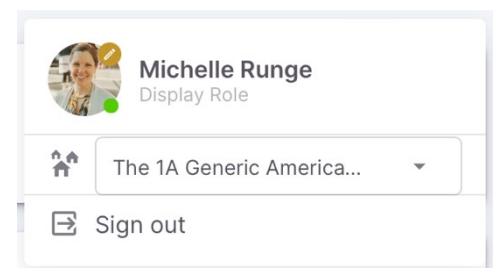 Michelle Runge
Display Role
The 1A Generic America...
Sign out